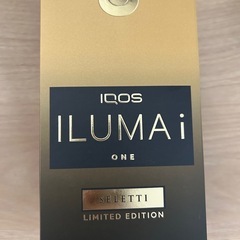 IQOS
ILUMA i
ONE
SELETTI
LIMITED EDITION